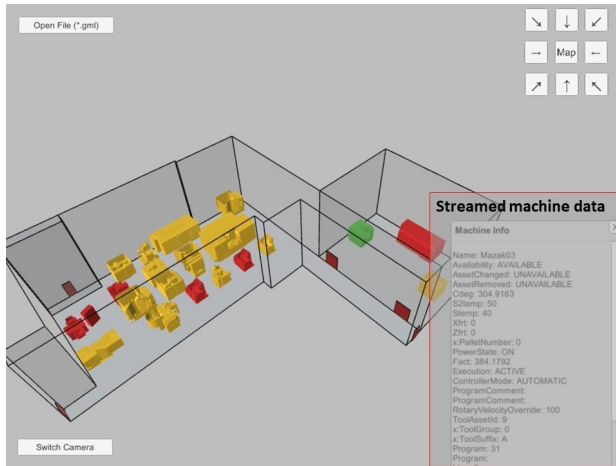 Open File (*.gml)
↘ ↓ ↙
→ Map ←
↗ ↑ ↖
Streamed machine data
Machine Info
X
Name: Mazak03
Availability: AVAILABLE
AssetChanged: UNAVAILABLE
AssetRemoved: UNAVAILABLE
Cdeg: 304.9163
S2temp: 50
Stemp: 40
Xfrt: 0
Zfrt: 0
x:PalletNumber: 0
PowerState: ON
Fact: 364.1792
Execution: ACTIVE
ControllerMode: AUTOMATIC
ProgramComment:
ProgramComment:
RotaryVelocityOverride: 100
ToolAssetId: 9
x:ToolGroup: 0
x:ToolSuffix: A
Program: 31
Program:
Switch Camera